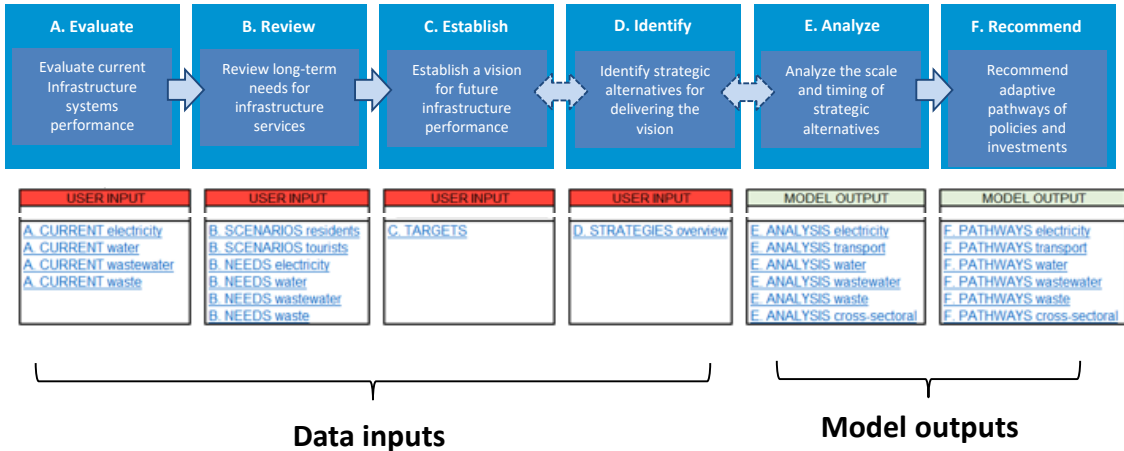 A. Evaluate
Evaluate current
Infrastructure
systems
performance
B. Review
Review long-term
needs for
infrastructure
services
C. Establish
Establish a vision
for future
infrastructure
performance
D. Identify
Identify strategic
alternatives for
delivering the
vision
E. Analyze
Analyze the scale
and timing of
strategic
alternatives
F. Recommend
Recommend
adaptive
pathways of
policies and
investments
USER INPUT
A. CURRENT electricity
A. CURRENT water
A. CURRENT wastewater
A. CURRENT waste
USER INPUT
B. SCENARIOS residents
B. SCENARIOS tourists
B. NEEDS electricity
B. NEEDS water
B. NEEDS wastewater
B. NEEDS waste
USER INPUT
C. TARGETS
USER INPUT
D. STRATEGIES overview
MODEL OUTPUT
E. ANALYSIS electricity
E. ANALYSIS transport
E. ANALYSIS water
E. ANALYSIS wastewater
E. ANALYSIS waste
E. ANALYSIS cross-sectoral
MODEL OUTPUT
F. PATHWAYS electricity
F. PATHWAYS transport
F. PATHWAYS water
F. PATHWAYS wastewater
F. PATHWAYS waste
F. PATHWAYS cross-sectoral
Data inputs
Model outputs